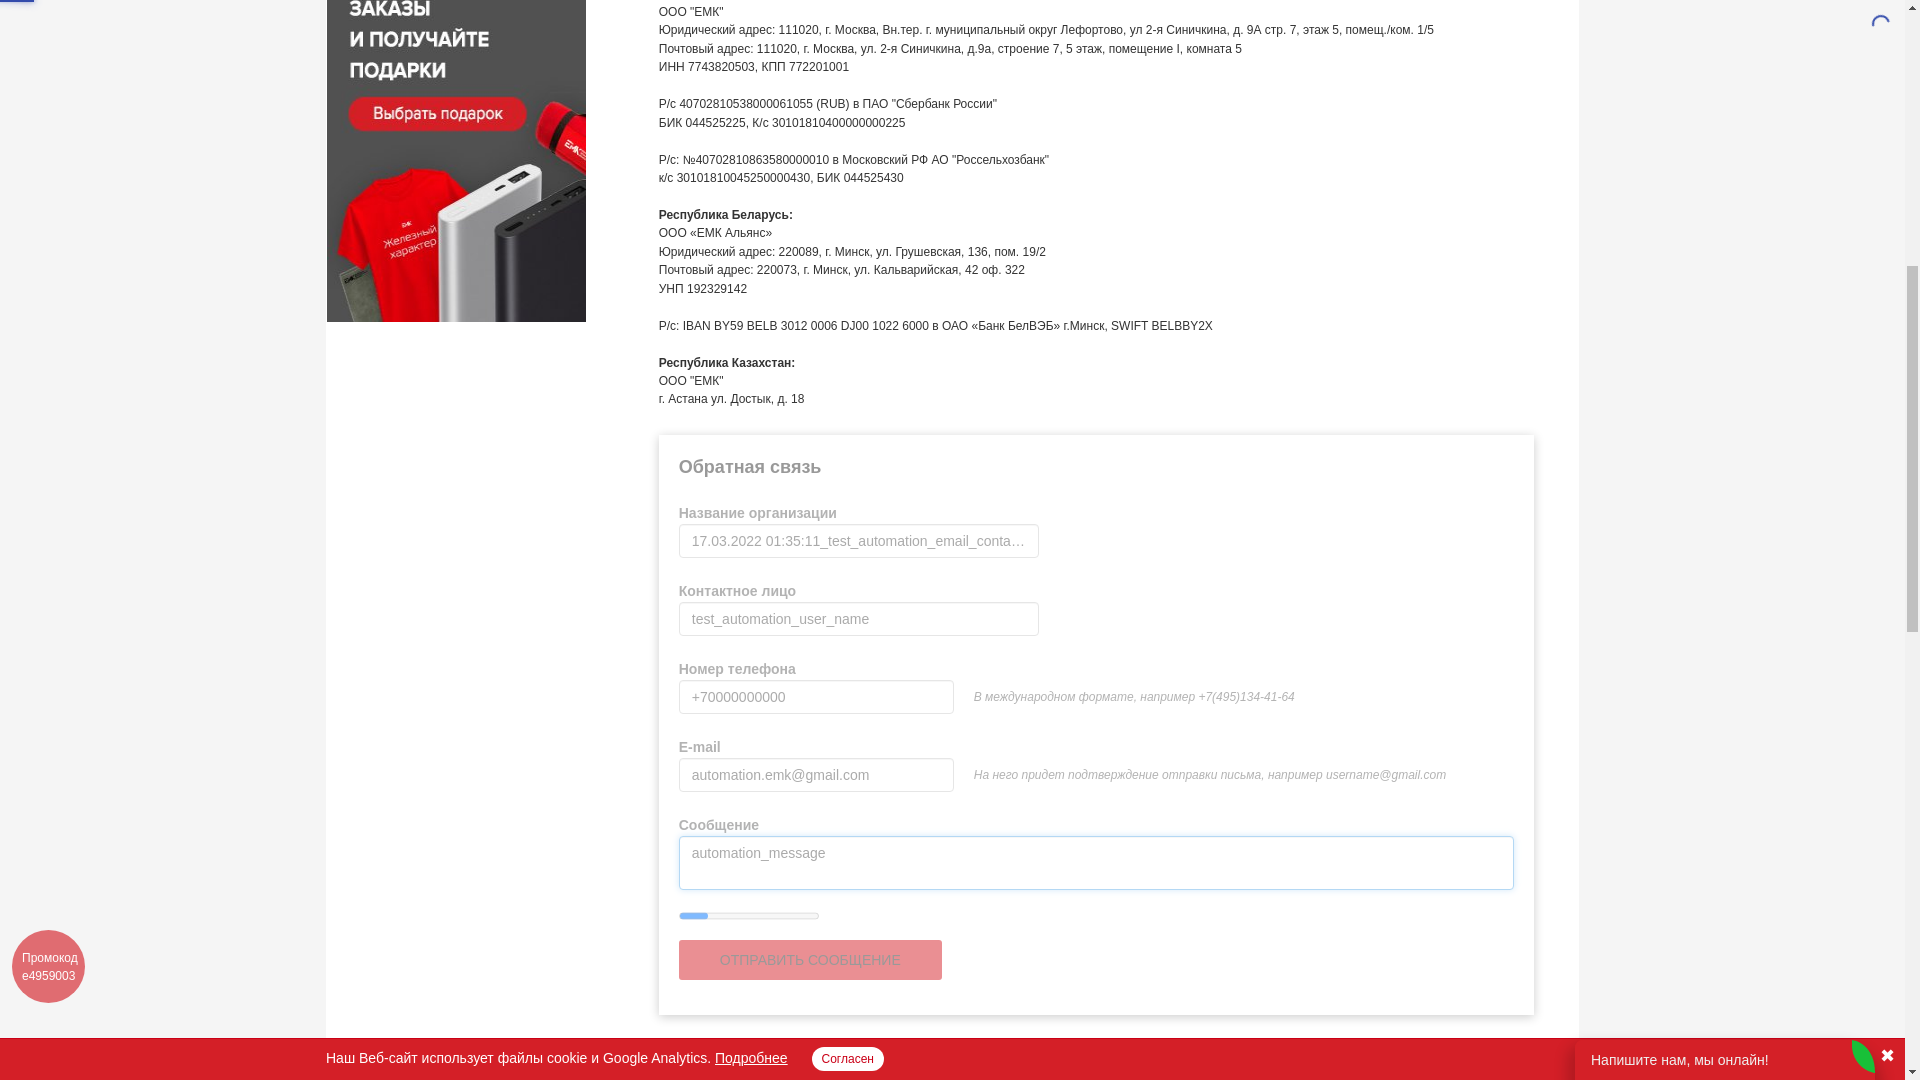 ЗАКАЗЫ
И ПОЛУЧАЙТЕ
ПОДАРКИ
Выбрать подарок
ЕМК
ЕМК
Железный
характер
ООО "ЕМК"
Юридический адрес: 111020, г. Москва, Вн.тер. г. муниципальный округ Лефортово, ул 2-я Синичкина, д. 9А стр. 7, этаж 5, помещ./ком. 1/5
Почтовый адрес: 111020, г. Москва, ул. 2-я Синичкина, д.9а, строение 7, 5 этаж, помещение I, комната 5
ИНН 7743820503, КПП 772201001
Р/с 40702810538000061055 (RUB) в ПАО "Сбербанк России"
БИК 044525225, К/с 30101810400000000225
Р/с: №40702810863580000010 в Московский РФ АО "Россельхозбанк"
к/с 30101810045250000430, БИК 044525430
Республика Беларусь:
ООО «ЕМК Альянс»
Юридический адрес: 220089, г. Минск, ул. Грушевская, 136, пом. 19/2
Почтовый адрес: 220073, г. Минск, ул. Кальварийская, 42 оф. 322
УНП 192329142
Р/с: IBAN BY59 BELB 3012 0006 DJ00 1022 6000 в ОАО «Банк БелВЭБ» г.Минск, SWIFT BELBBY2X
Республика Казахстан:
ООО "ЕМК"
г. Астана ул. Достык, д. 18
Обратная связь
Название организации
17.03.2022 01:35:11_test_automation_email_conta…
Контактное лицо
test_automation_user_name
Номер телефона
+70000000000
В международном формате, например +7(495)134-41-64
E-mail
automation.emk@gmail.com
На него придет подтверждение отправки письма, например username@gmail.com
Сообщение
automation_message
ОТПРАВИТЬ СООБЩЕНИЕ
Промокод
e4959003
Наш Веб-сайт использует файлы cookie и Google Analytics. Подробнее
Согласен
Напишите нам, мы онлайн!